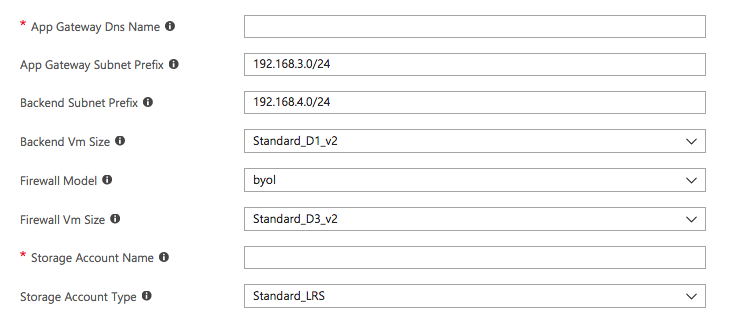 * App Gateway Dns Name
App Gateway Subnet Prefix 192.168.3.0/24
Backend Subnet Prefix 192.168.4.0/24
Backend Vm Size Standard_D1_v2
Firewall Model byol
Firewall Vm Size Standard_D3_v2
* Storage Account Name
Storage Account Type Standard_LRS